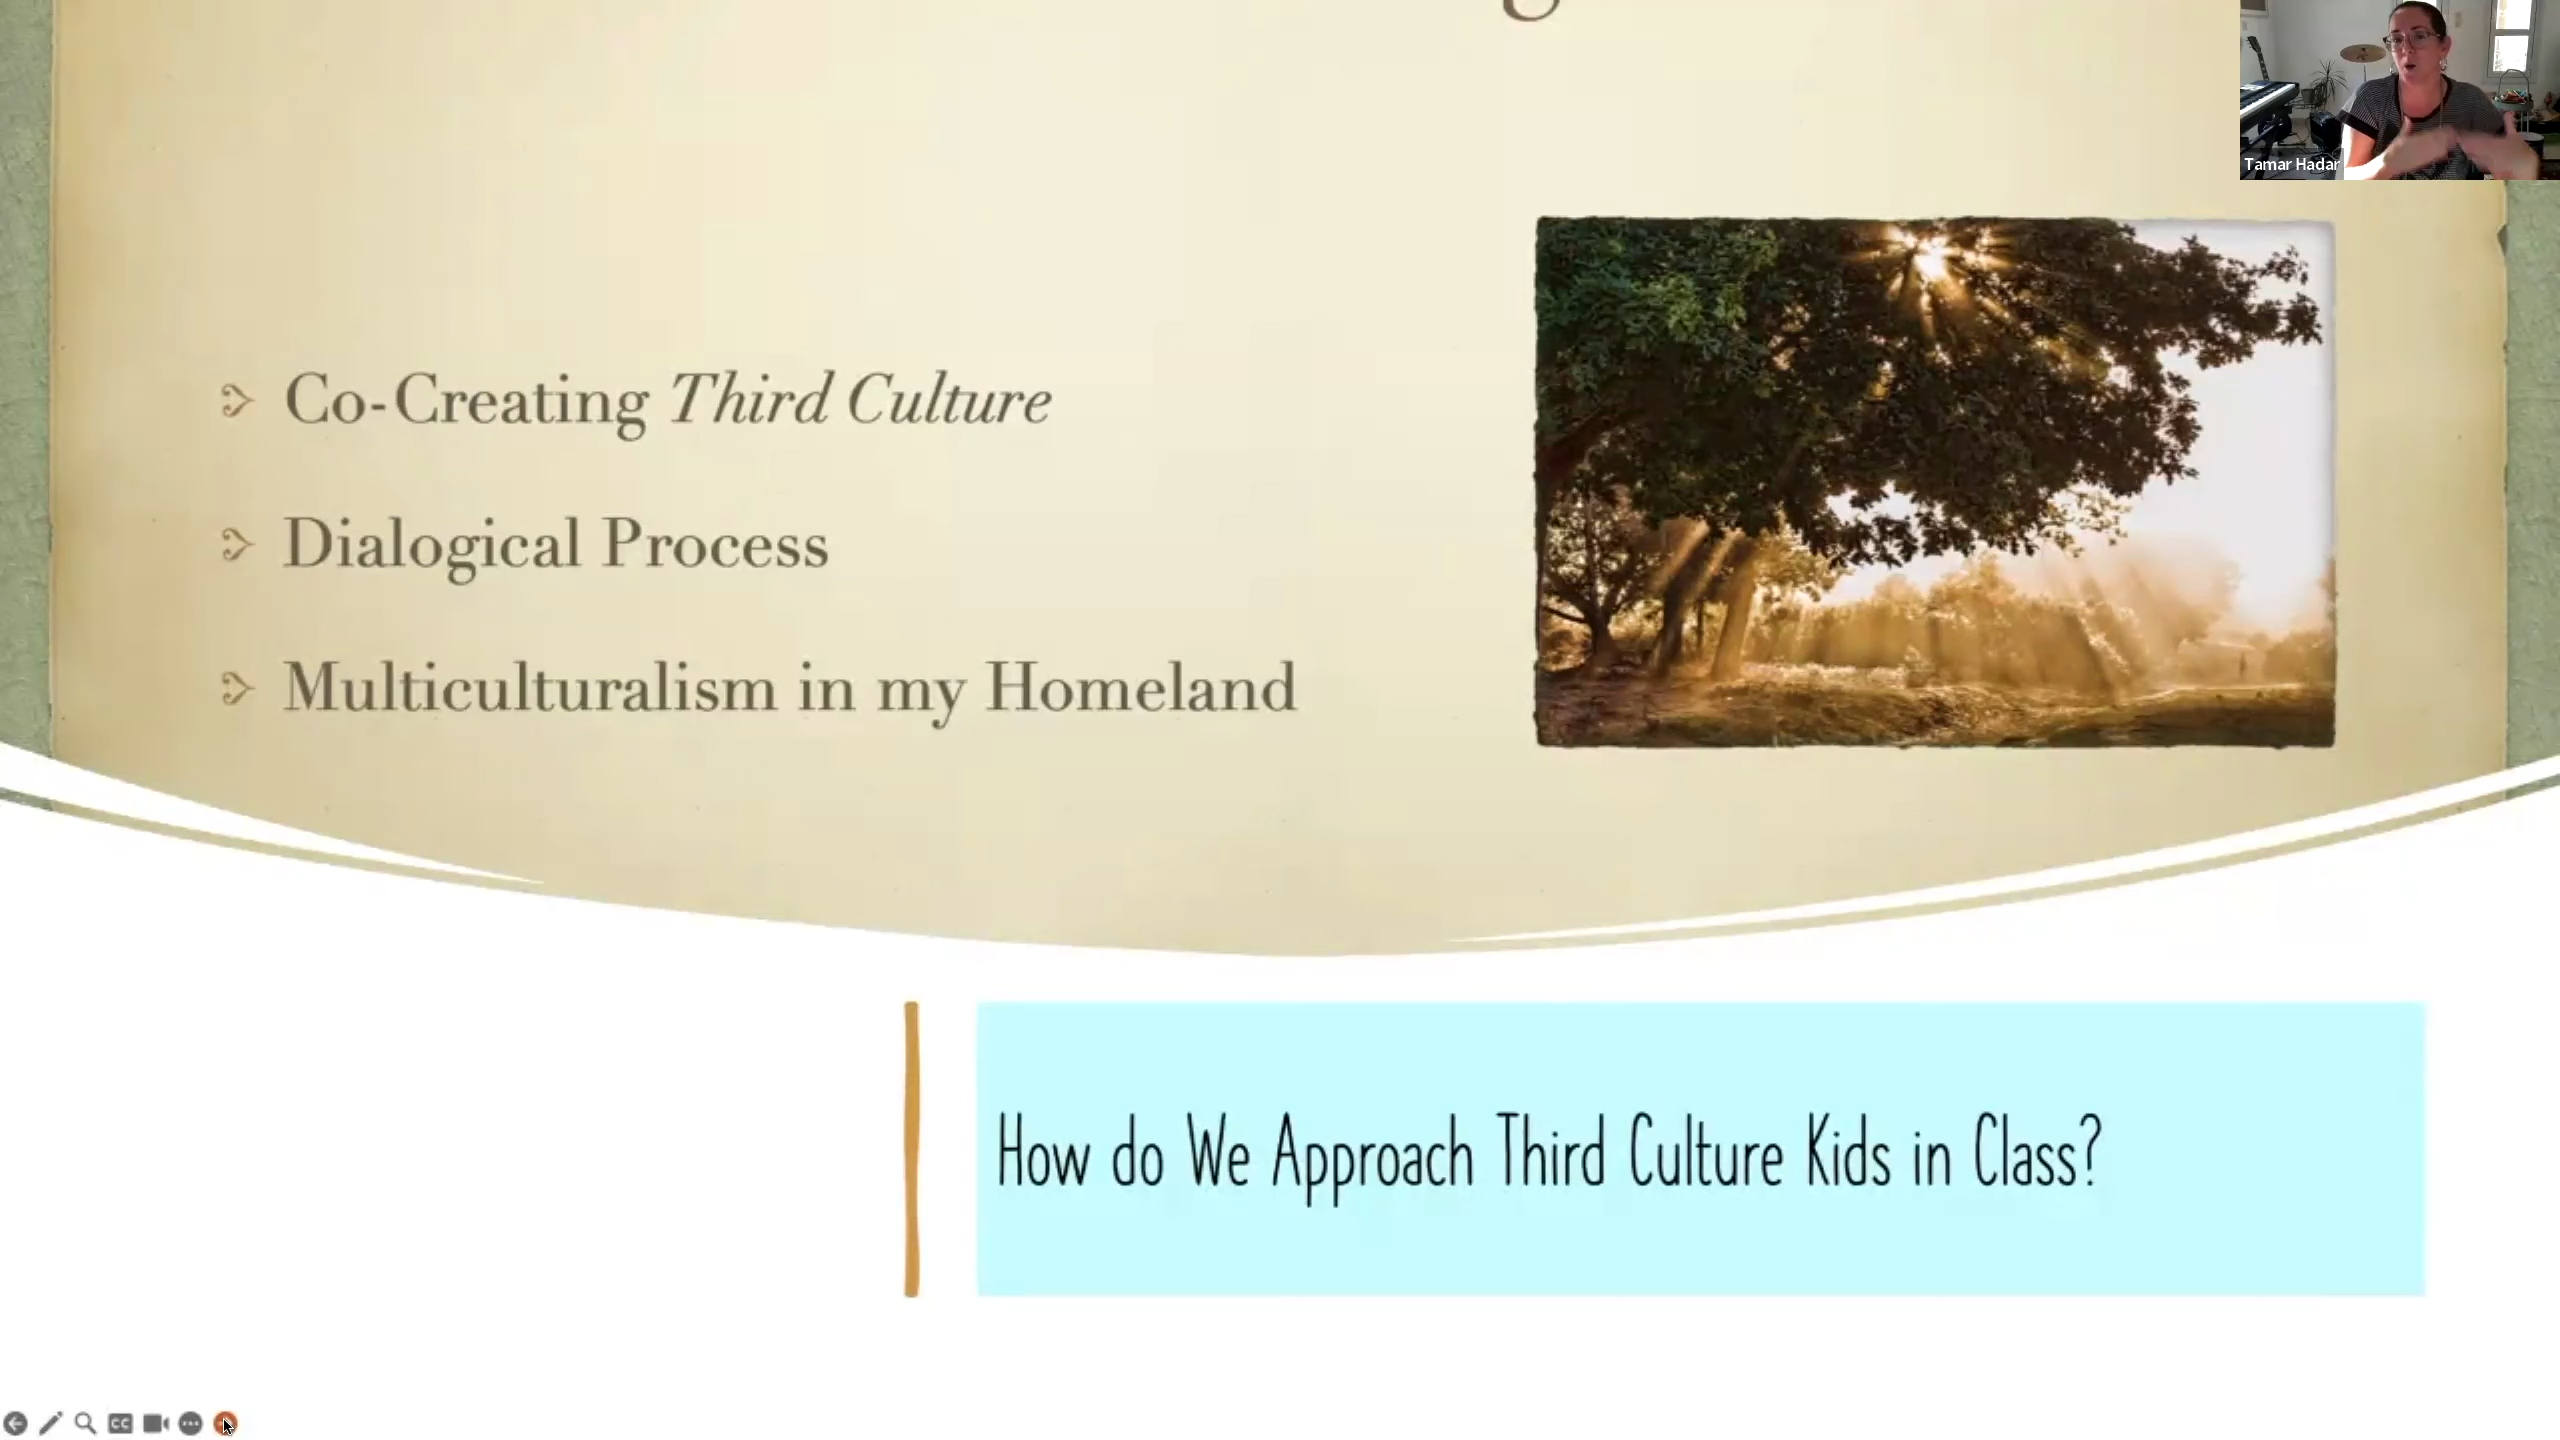 Tamar Hadar
Co-Creating Third Culture
Dialogical Process
Multiculturalism in my Homeland
How do We Approach Third Culture Kids in Class?
CC